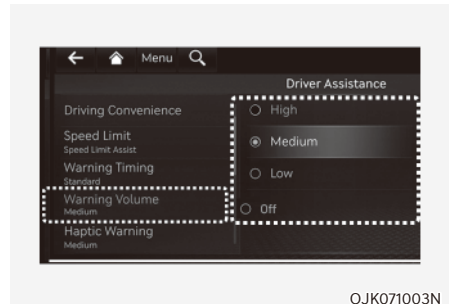 Menu
Driver Assistance
Driving Convenience
Speed Limit
Speed Limit Assist
Warning Timing
Standard
Warning Volume
Medium
Haptic Warning
Medium
High
Medium
Low
Off
OJK071003N